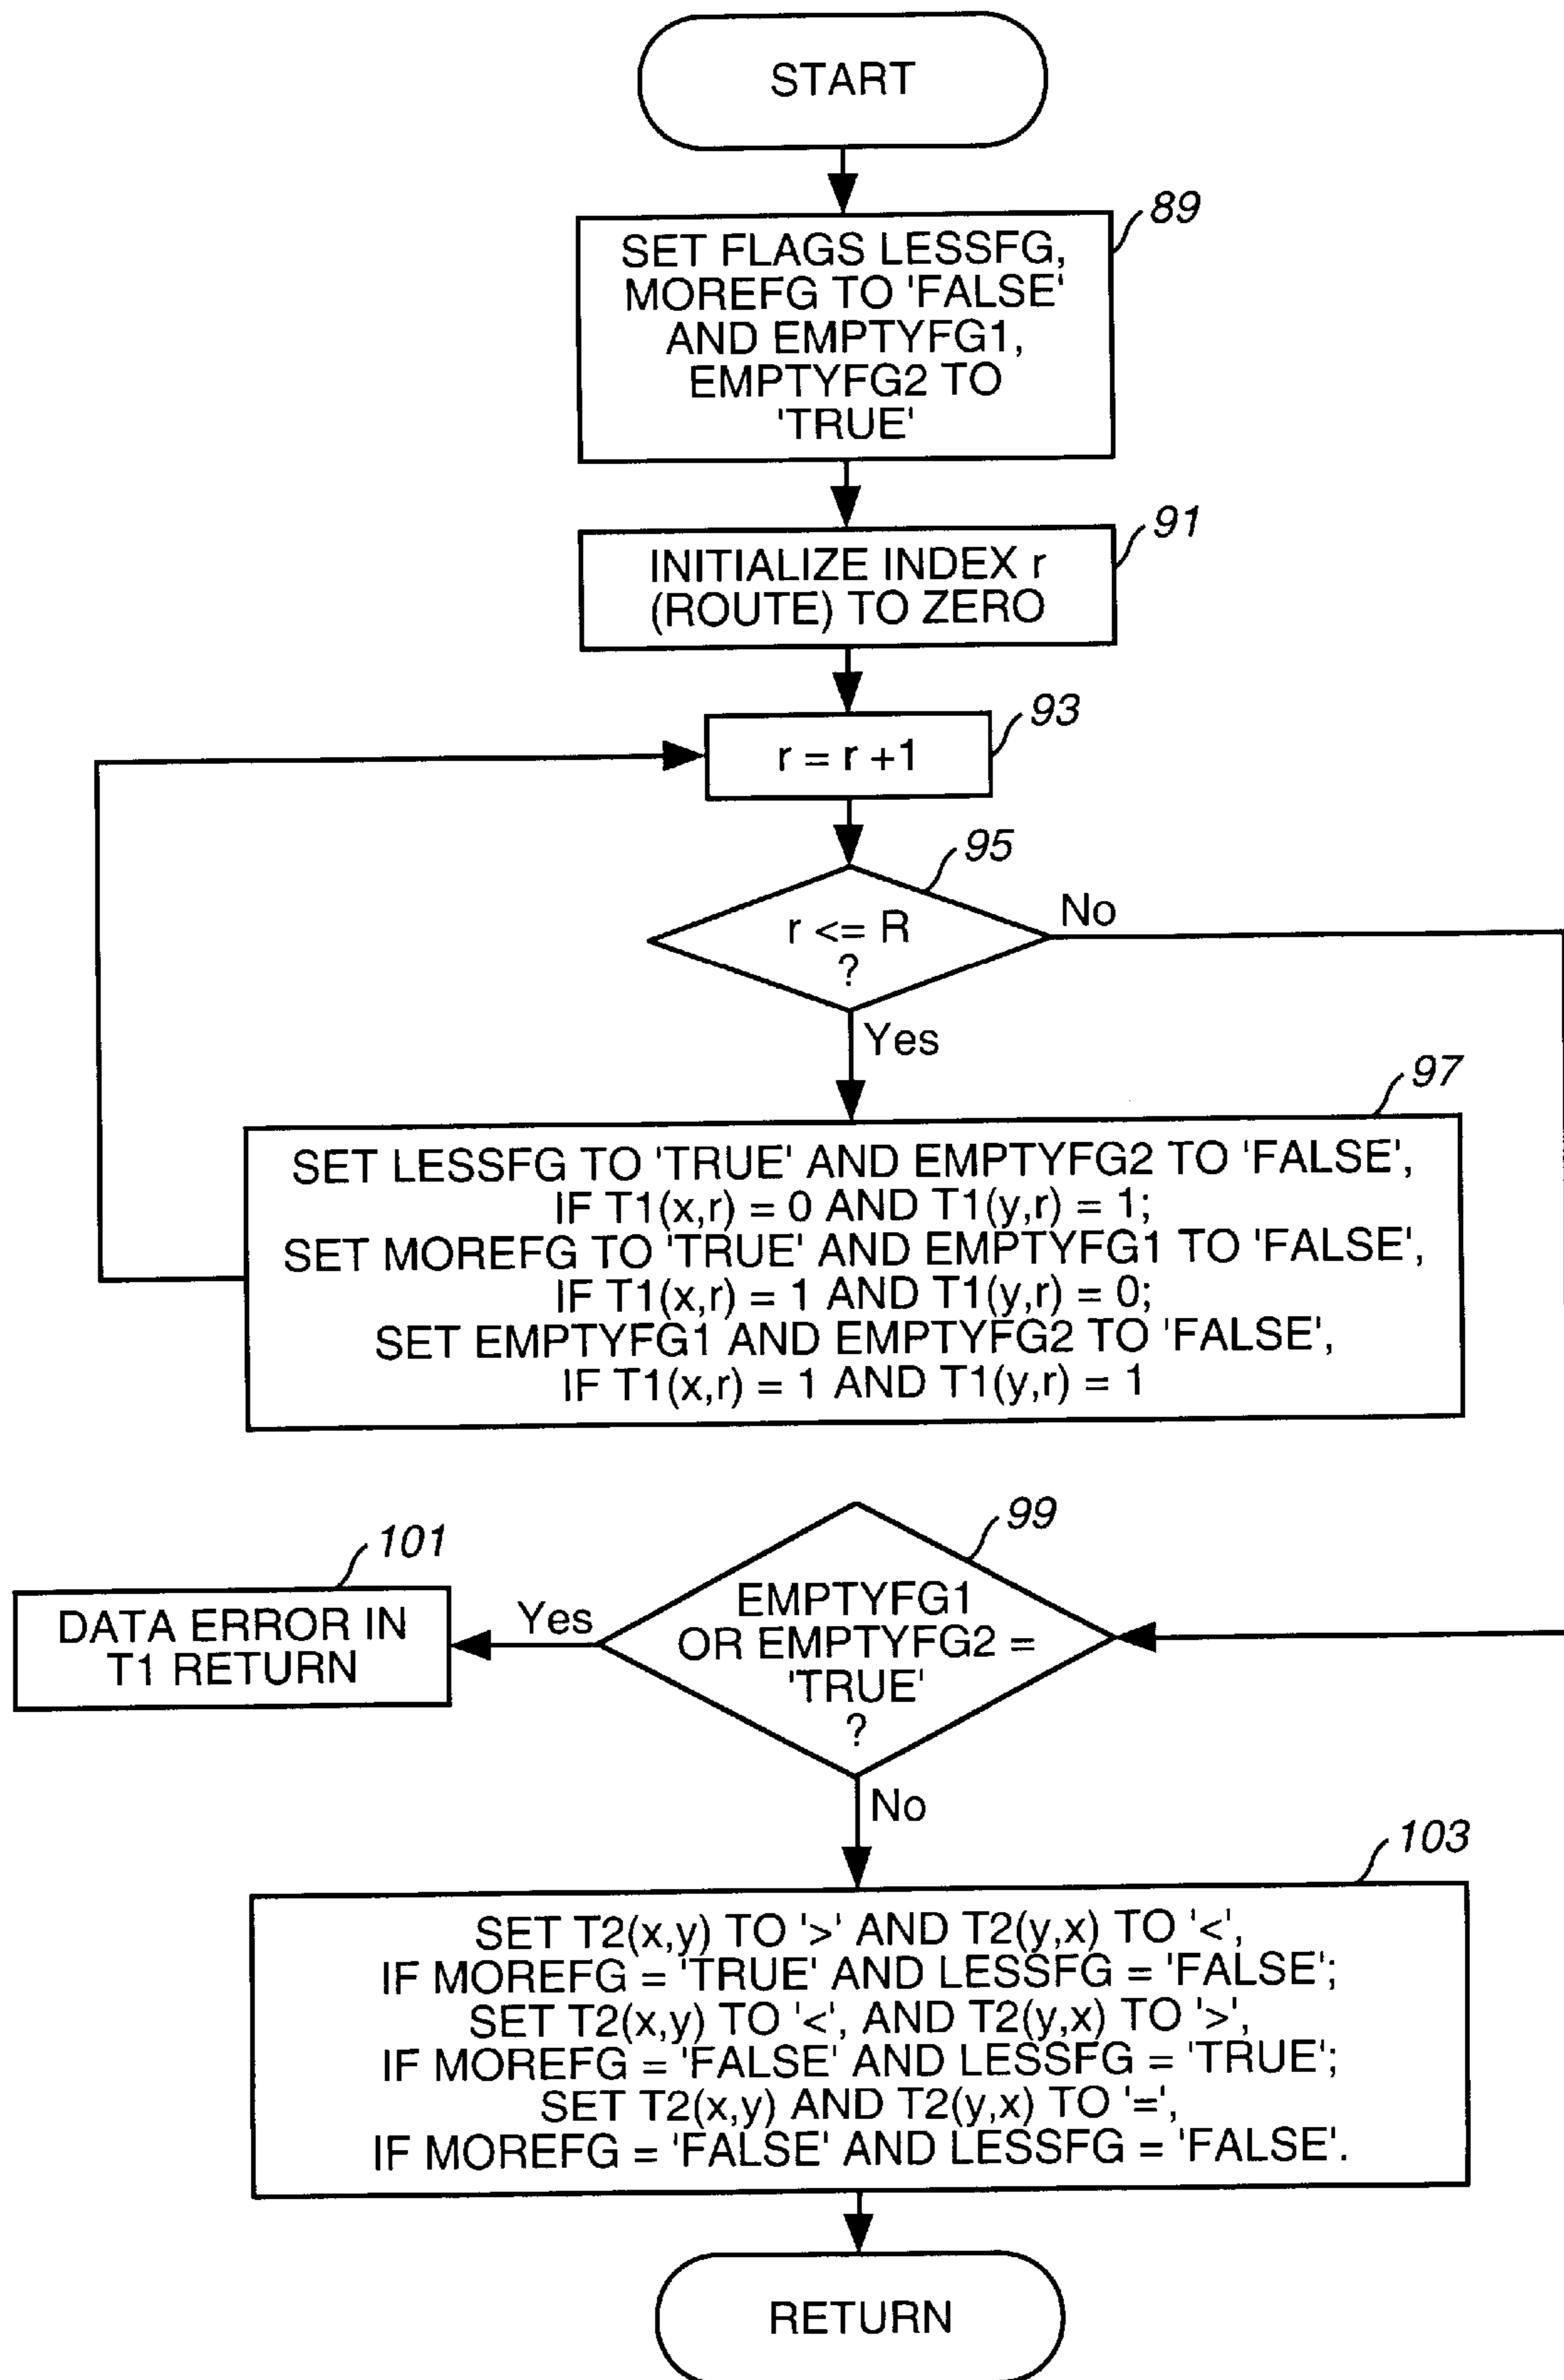 START
89
SET FLAGS LESSFG,
MOREFG TO 'FALSE'
AND EMPTYFG1,
EMPTYFG2 TO
'TRUE'
91
INITIALIZE INDEX r
(ROUTE) TO ZERO
93
r = r +1
95
r <= R
?
No
Yes
97
SET LESSFG TO 'TRUE' AND EMPTYFG2 TO 'FALSE',
IF T1(x,r) = 0 AND T1(y,r) = 1;
SET MOREFG TO 'TRUE' AND EMPTYFG1 TO 'FALSE',
IF T1(x,r) = 1 AND T1(y,r) = 0;
SET EMPTYFG1 AND EMPTYFG2 TO 'FALSE',
IF T1(x,r) = 1 AND T1(y,r) = 1
99
EMPTYFG1
OR EMPTYFG2 =
'TRUE'
?
Yes
101
DATA ERROR IN
T1 RETURN
No
103
SET T2(x,y) TO '>' AND T2(y,x) TO '<',
IF MOREFG = 'TRUE' AND LESSFG = 'FALSE';
SET T2(x,y) TO '<', AND T2(y,x) TO '>',
IF MOREFG = 'FALSE' AND LESSFG = 'TRUE';
SET T2(x,y) AND T2(y,x) TO '=',
IF MOREFG = 'FALSE' AND LESSFG = 'FALSE'.
RETURN